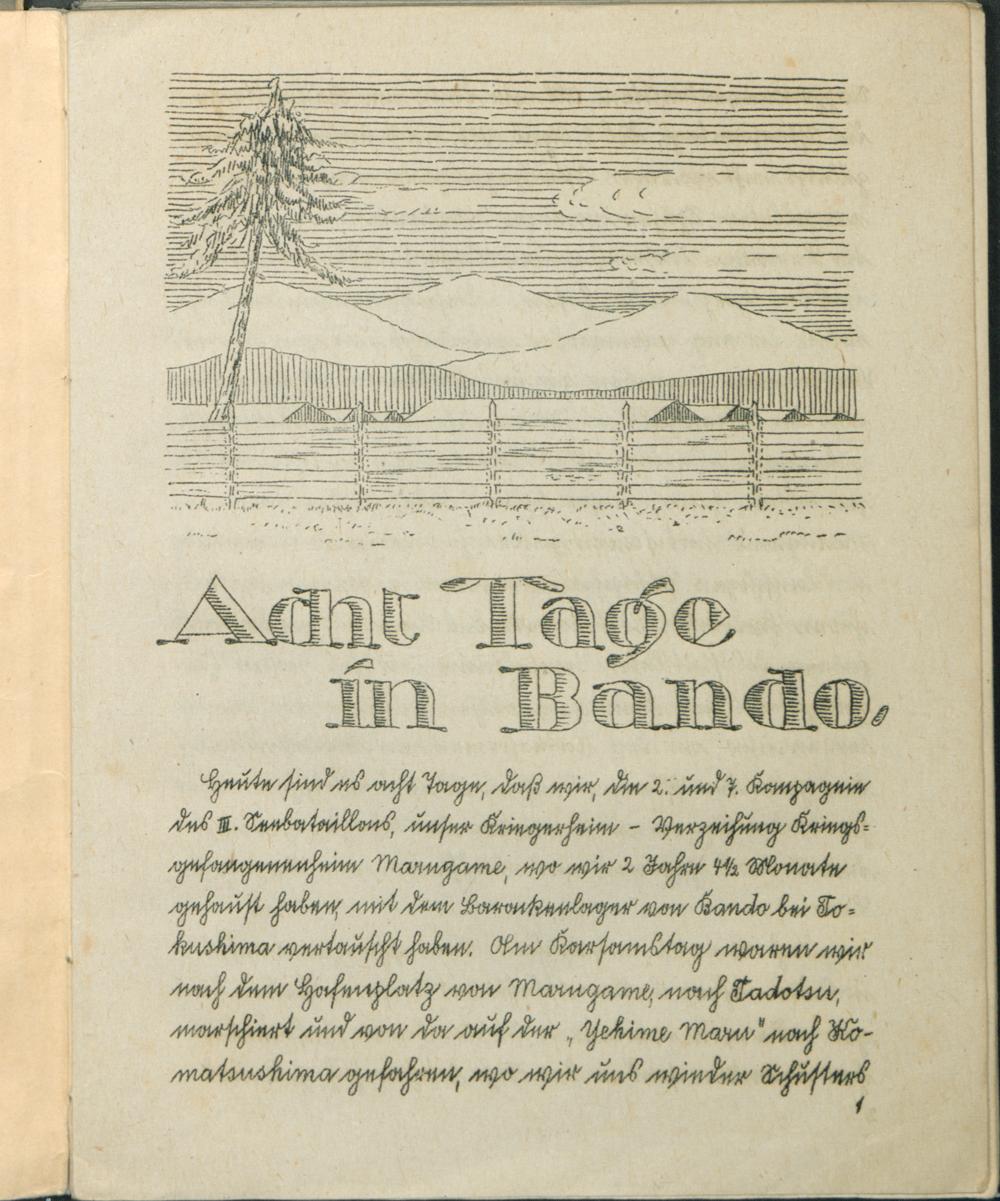 Acht Tage
in Bando.
Heute sind es acht Tage, daß wir, die 2. und 7. Kompagnie
des III. Seebataillons, unser Kriegerheim – Verzeihung Kriegs-
gefangenenheim Marugame, wo wir 2 Jahre 4½ Monate
gehaust haben, mit dem Barackenlager von Bando bei To-
kushima vertauscht haben. Am Karsamstag waren wir
nach dem Hafenplatz von Marugame, nach Tadotsu,
marschiert und von da auf der „Yehime Maru" nach Ko-
matsushima gefahren, wo wir uns wieder Schusters
1